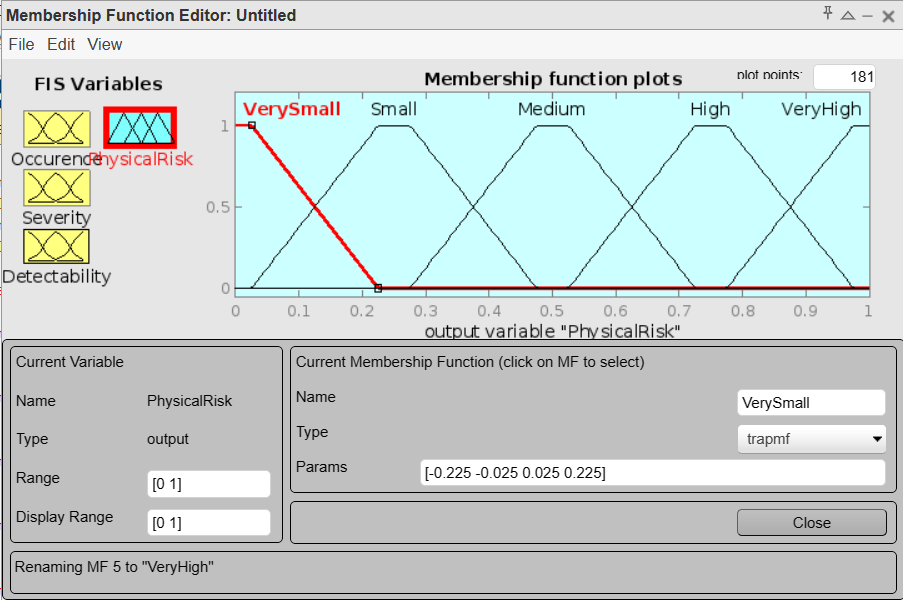 Membership Function Editor: Untitled
File Edit View
FIS Variables
Occurence
PhysicalRisk
Severity
Detectability
Membership function plots
plot points: 181
VerySmall Small Medium High VeryHigh
1
0.5
0
0 0.1 0.2 0.3 0.4 0.5 0.6 0.7 0.8 0.9 1
output variable "PhysicalRisk"
Current Variable
Name PhysicalRisk
Type output
Range [0 1]
Display Range [0 1]
Current Membership Function (click on MF to select)
Name VerySmall
Type trapmf
Params [-0.225 -0.025 0.025 0.225]
Close
Renaming MF 5 to "VeryHigh"